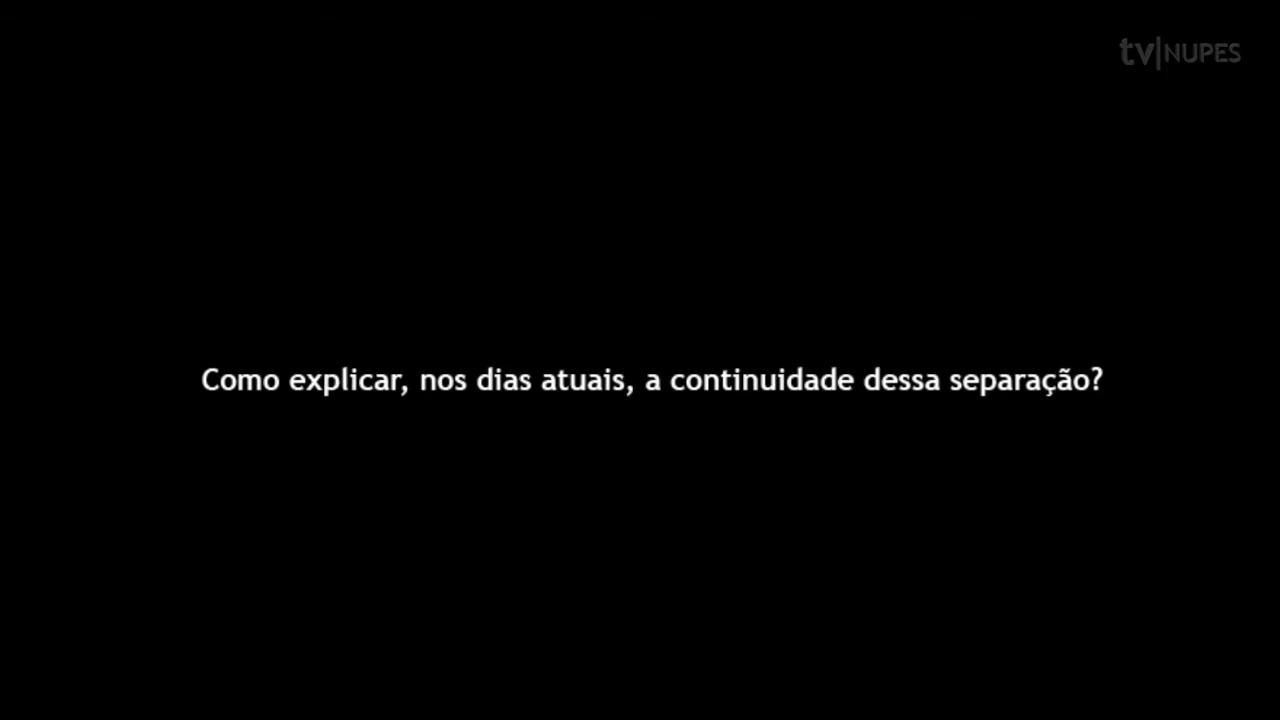 tv|NUPES
Como explicar, nos dias atuais, a continuidade dessa separação?